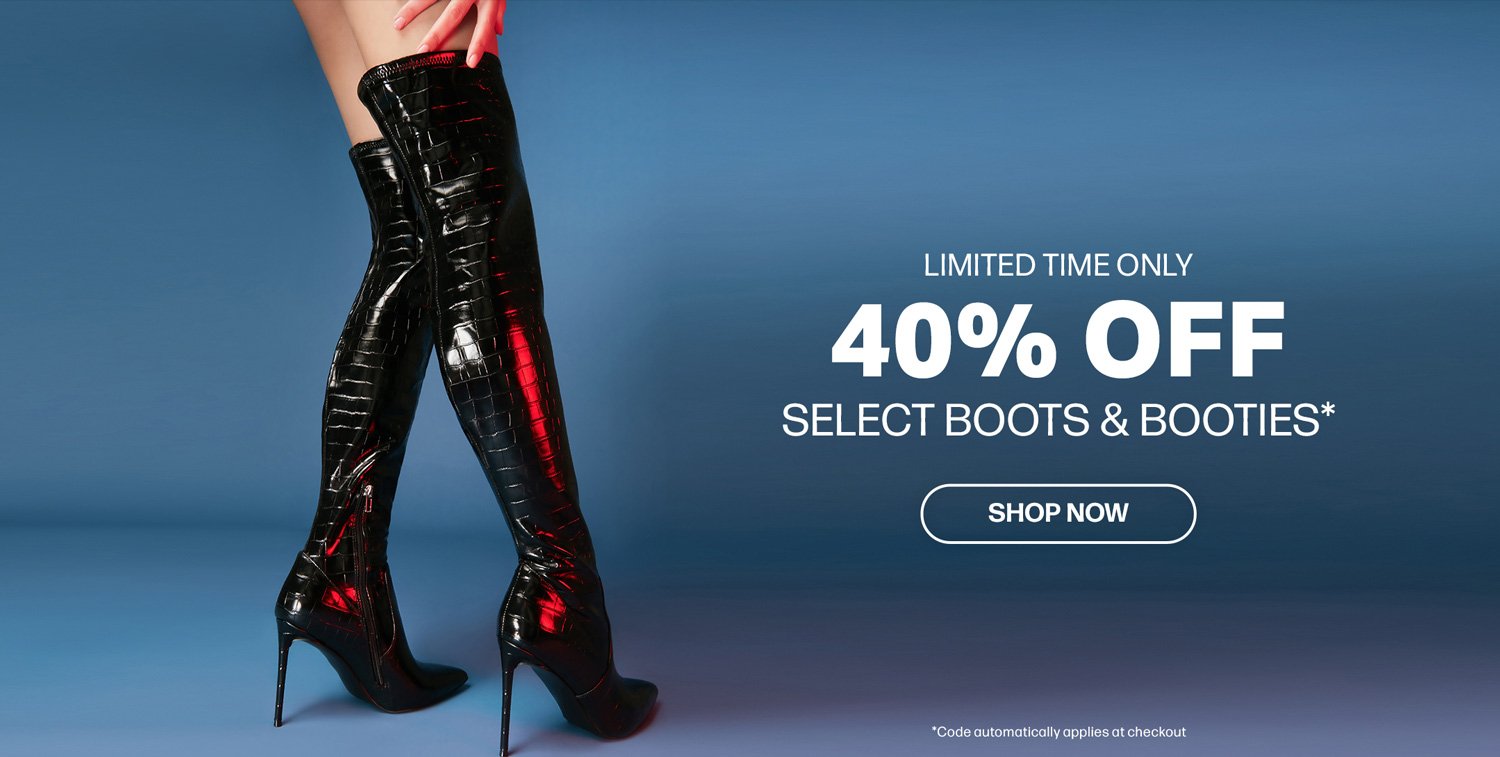 LIMITED TIME ONLY
40% OFF
SELECT BOOTS & BOOTIES*
SHOP NOW
*Code automatically applies at checkout